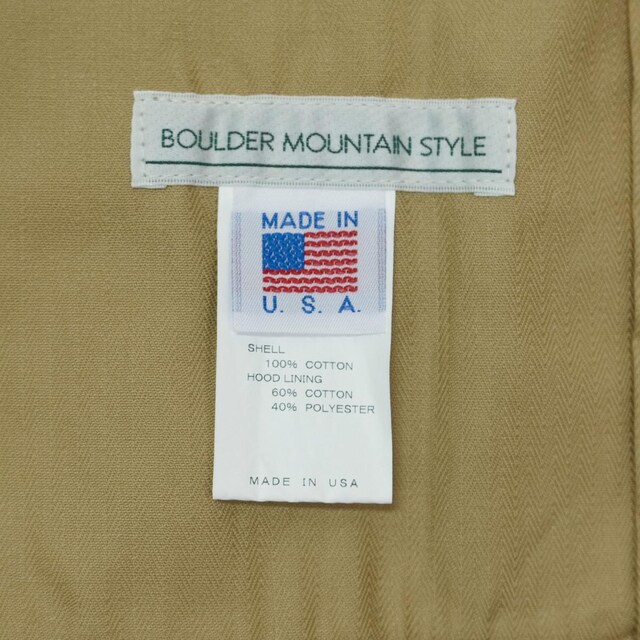 BOULDER MOUNTAIN STYLE
MADE IN
U. S. A.
SHELL
100% COTTON
HOOD LINING
60% COTTON
40% POLYESTER
MADE IN USA